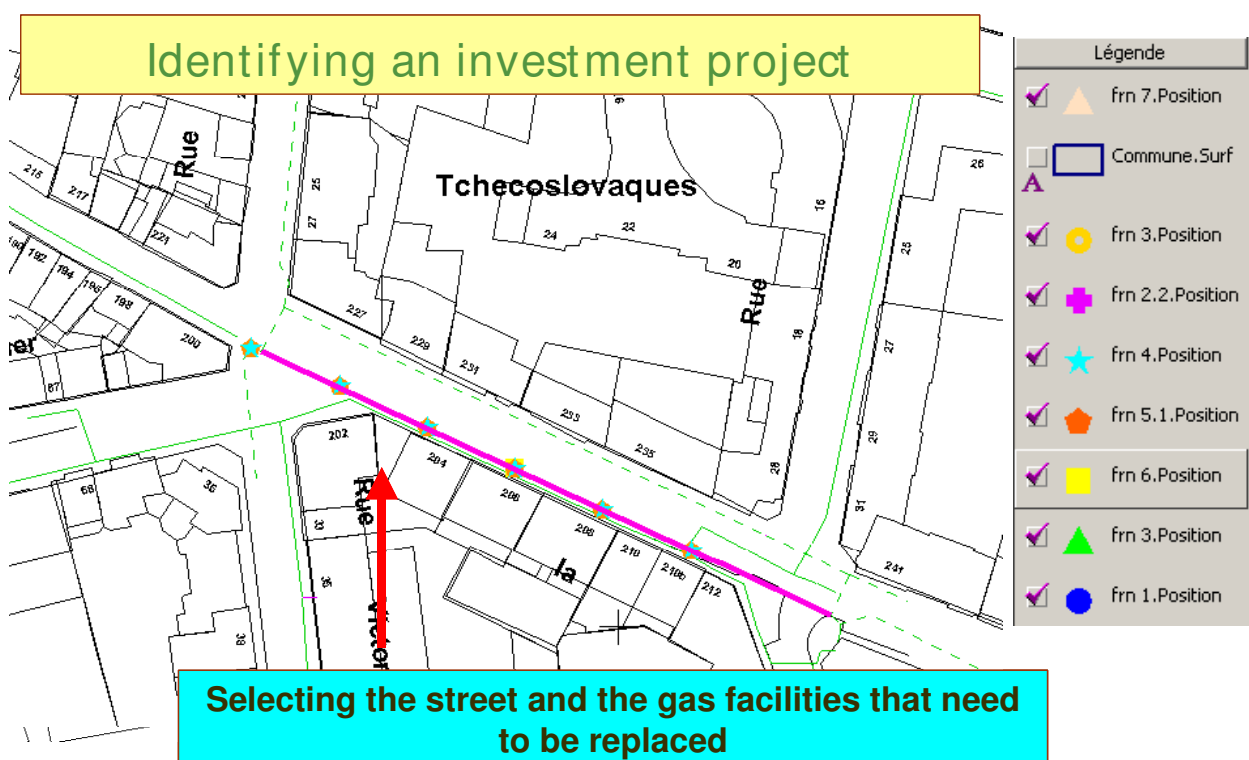 Identifying an investment project
Légende
frn 7.Position
Commune.Surf
A
frn 3.Position
frn 2.2.Position
frn 4.Position
frn 5.1.Position
frn 6.Position
frn 3.Position
frn 1.Position
Rue
Tchecoslovaques
Rue
er
Rue
la
215
217
221
25
27
24
22
20
16
18
28
26
25
27
29
31
241
192
194
196
198
200
67
227
229
231
233
235
202
204
206
208
210
210b
212
68
36
33
35
38
Selecting the street and the gas facilities that need
to be replaced